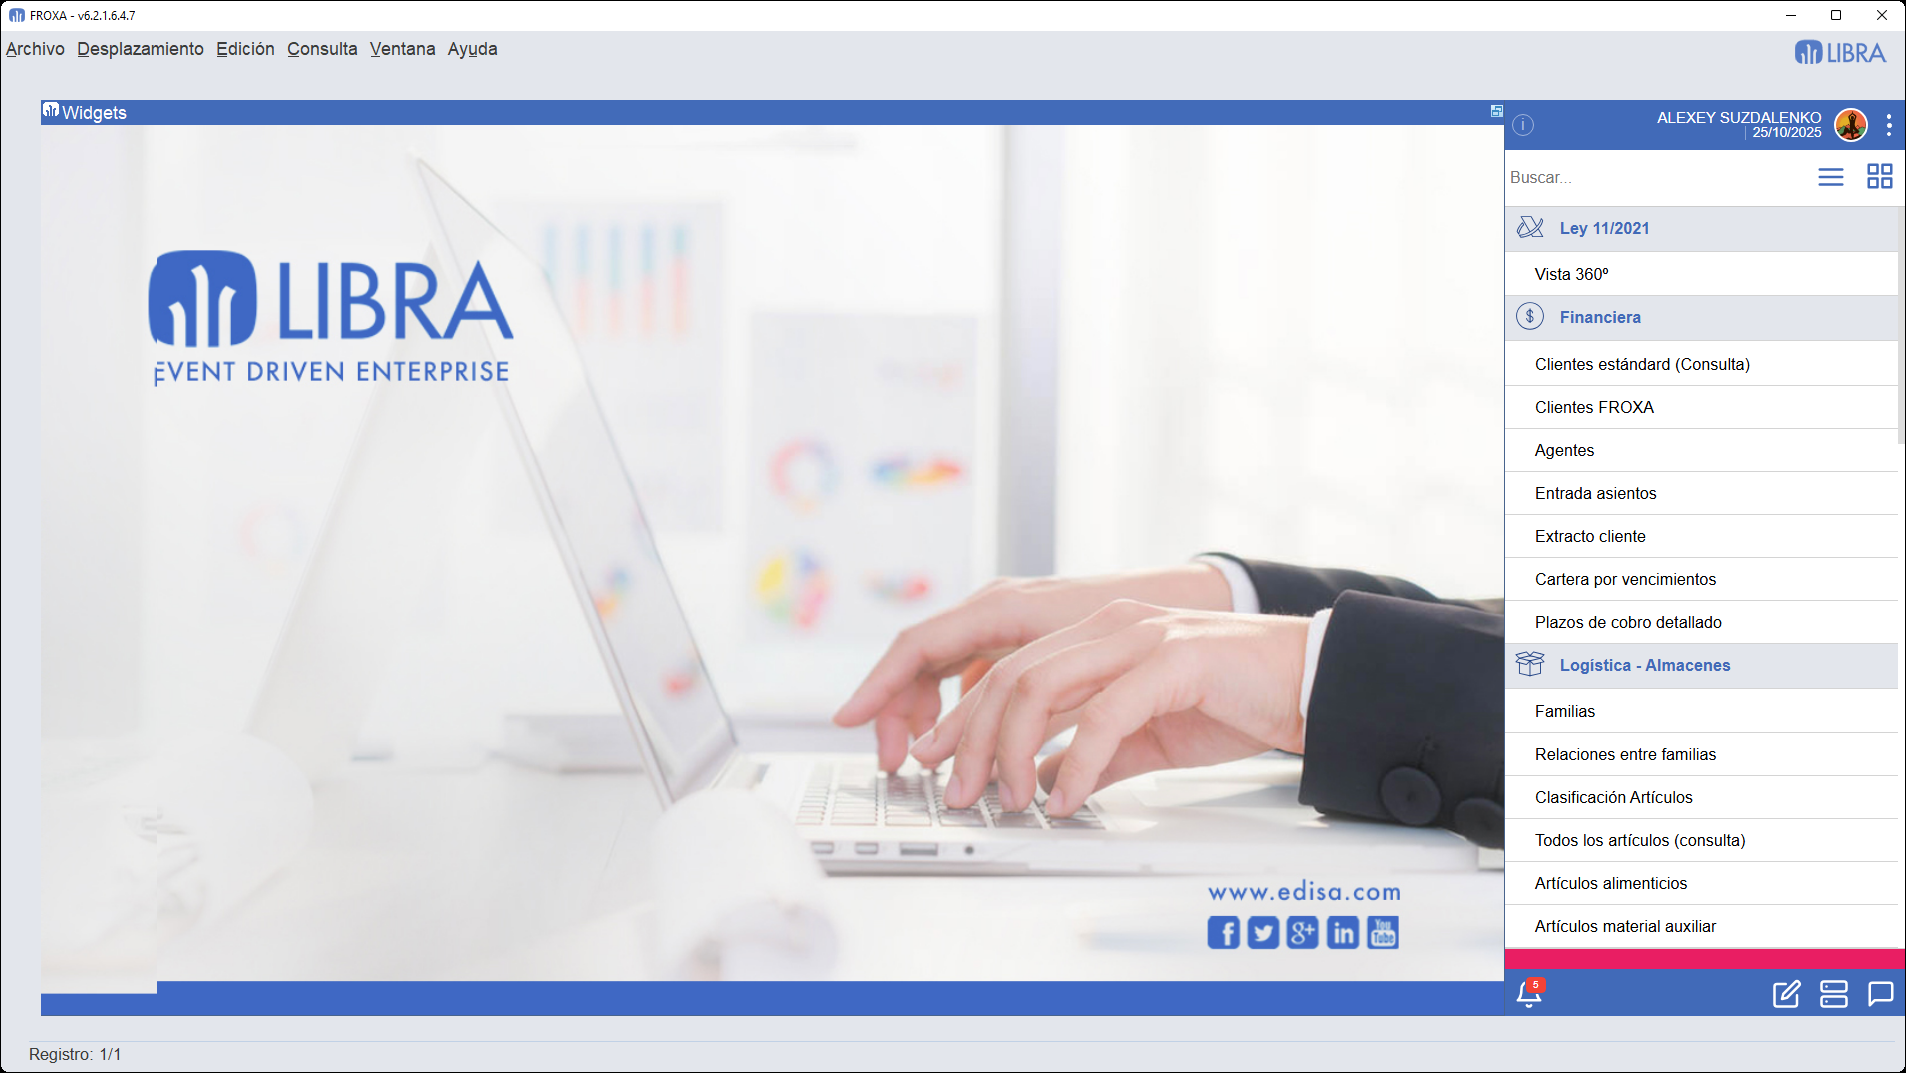 FROXA - v6.2.1.6.4.7
Archivo Desplazamiento Edición Consulta Ventana Ayuda
LIBRA
Widgets
ALEXEY SUZDALENKO
25/10/2025
Buscar...
Ley 11/2021
Vista 360º
Financiera
Clientes estándard (Consulta)
Clientes FROXA
Agentes
Entrada asientos
Extracto cliente
Cartera por vencimientos
Plazos de cobro detallado
Logística - Almacenes
Familias
Relaciones entre familias
Clasificación Artículos
Todos los artículos (consulta)
Artículos alimenticios
Artículos material auxiliar
5
LIBRA
EVENT DRIVEN ENTERPRISE
www.edisa.com
f g+ in You Tube
Registro: 1/1